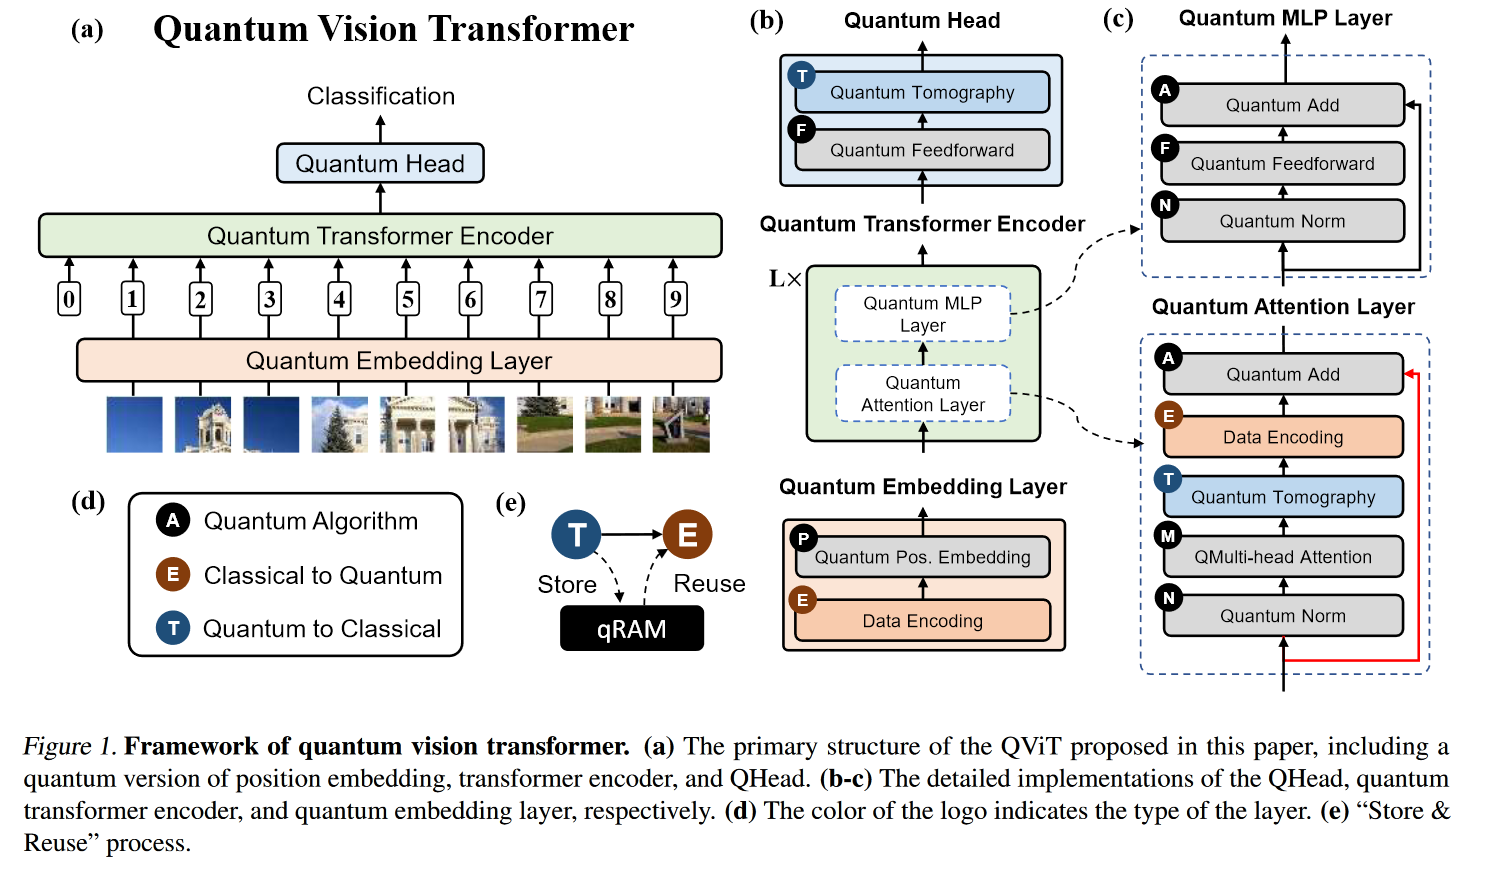 (a) Quantum Vision Transformer
Classification
Quantum Head
Quantum Transformer Encoder
0 1 2 3 4 5 6 7 8 9
Quantum Embedding Layer
(d)
A Quantum Algorithm
E Classical to Quantum
T Quantum to Classical
(e)
T E
Store Reuse
qRAM
(b) Quantum Head
T Quantum Tomography
F Quantum Feedforward
Quantum Transformer Encoder
L×
Quantum MLP
Layer
Quantum
Attention Layer
Quantum Embedding Layer
P Quantum Pos. Embedding
E Data Encoding
(c) Quantum MLP Layer
A Quantum Add
F Quantum Feedforward
N Quantum Norm
Quantum Attention Layer
A Quantum Add
E Data Encoding
T Quantum Tomography
M QMulti-head Attention
N Quantum Norm
Figure 1. Framework of quantum vision transformer. (a) The primary structure of the QViT proposed in this paper, including a
quantum version of position embedding, transformer encoder, and QHead. (b-c) The detailed implementations of the QHead, quantum
transformer encoder, and quantum embedding layer, respectively. (d) The color of the logo indicates the type of the layer. (e) “Store &
Reuse” process.